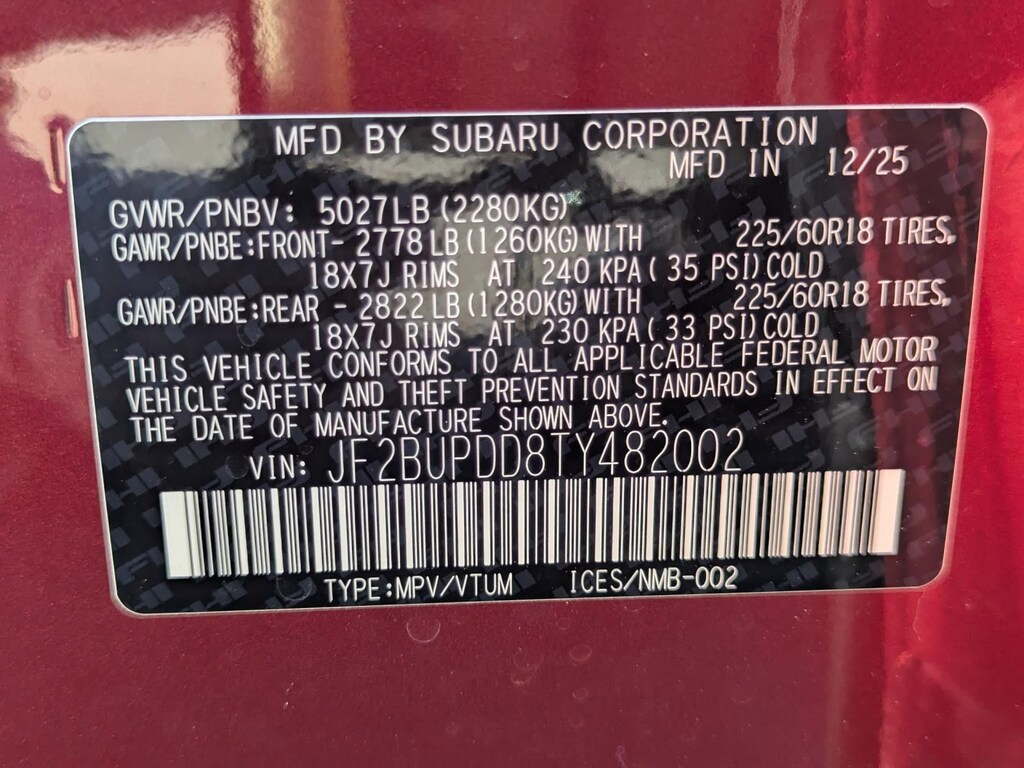 MFD BY SUBARU CORPORATION
MFD IN 12/25
GVWR/PNBV: 5027LB (2280KG)
GAWR/PNBE:FRONT- 2778 LB (1260KG) WITH 225/60R18 TIRES,
18X7J RIMS AT 240 KPA ( 35 PSI) COLD
GAWR/PNBE:REAR - 2822 LB (1280KG) WITH 225/60R18 TIRES,
18X7J RIMS AT 230 KPA ( 33 PSI) COLD
THIS VEHICLE CONFORMS TO ALL APPLICABLE FEDERAL MOTOR
VEHICLE SAFETY AND THEFT PREVENTION STANDARDS IN EFFECT ON
THE DATE OF MANUFACTURE SHOWN ABOVE.
VIN: JF2BUPDD8TY482002
TYPE:MPV/VTUM ICES/NMB-002